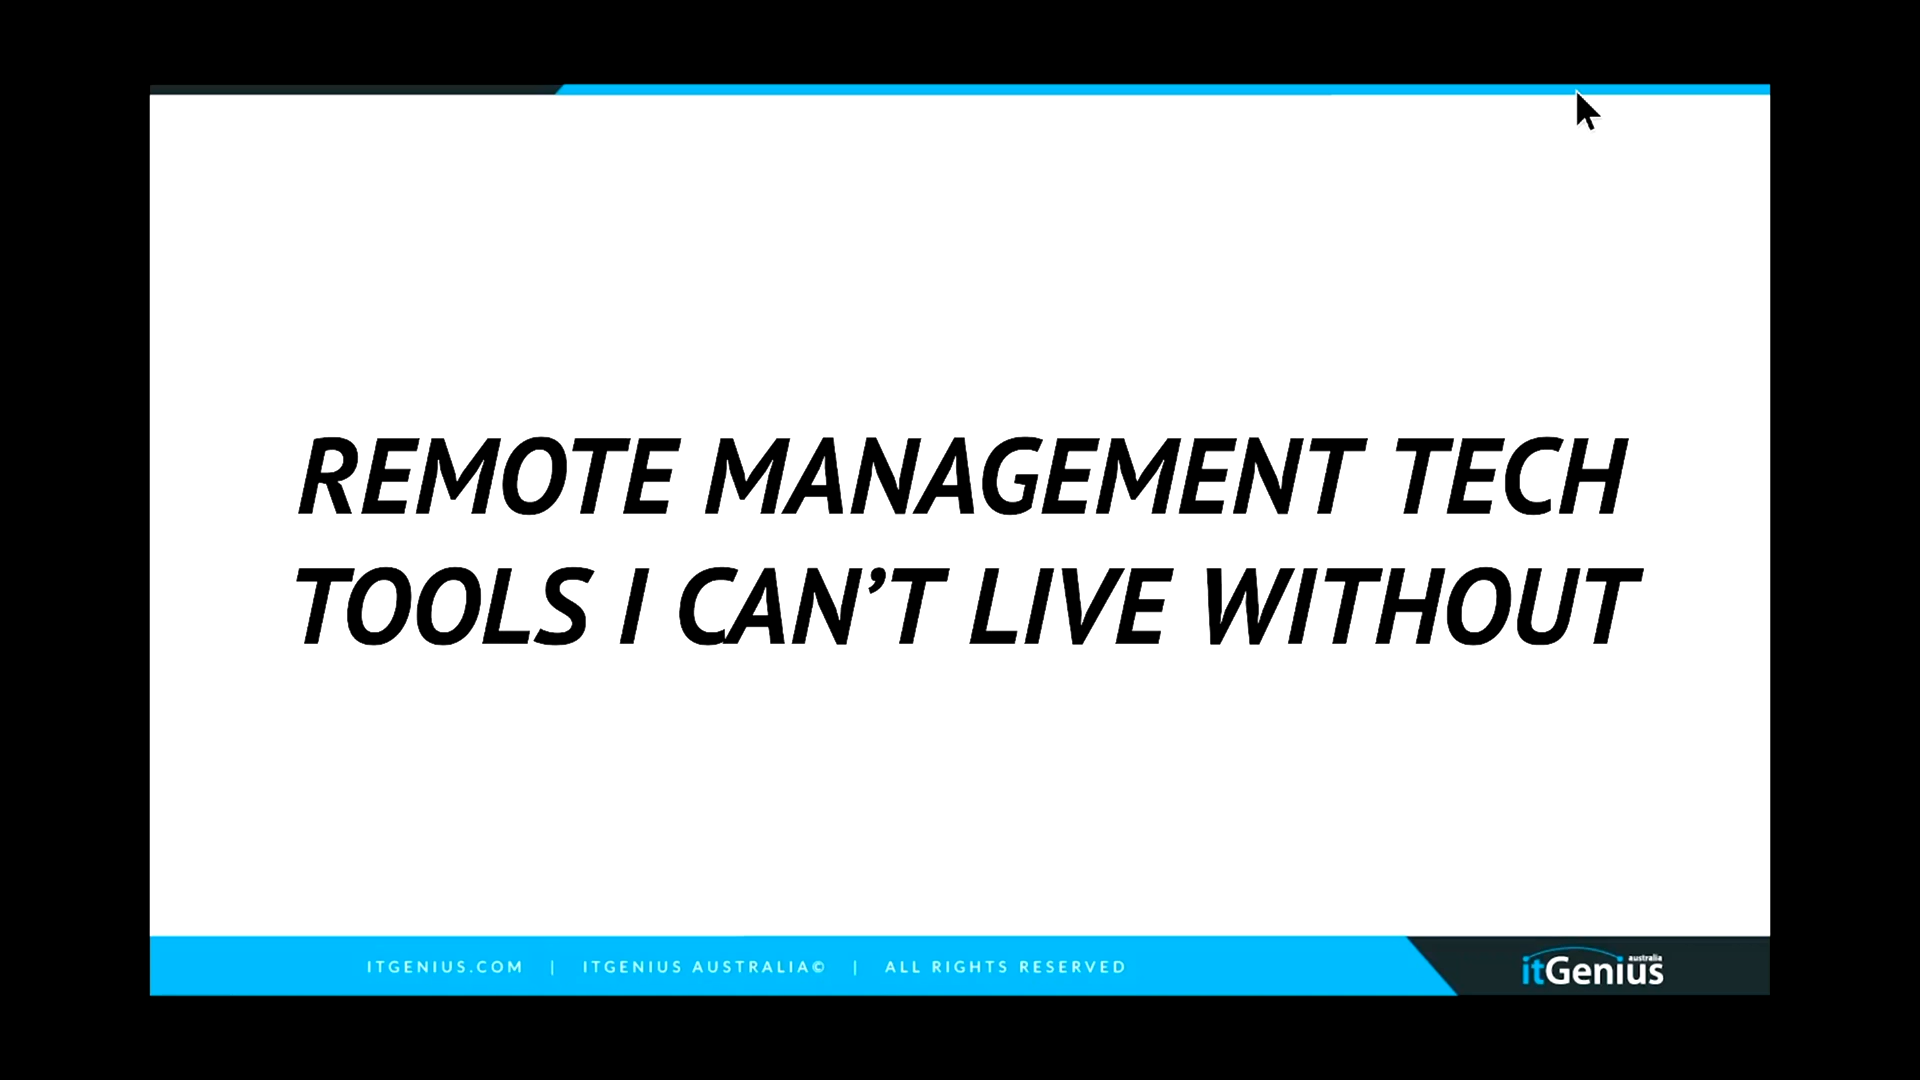 REMOTE MANAGEMENT TECH
TOOLS I CAN’T LIVE WITHOUT
ITGENIUS.COM | ITGENIUS AUSTRALIA© | ALL RIGHTS RESERVED
australia
itGenius